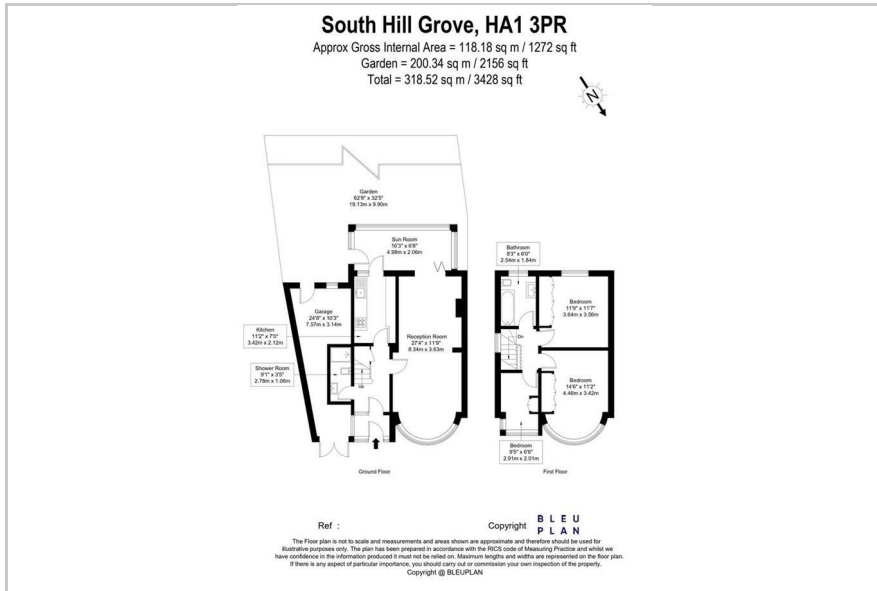 South Hill Grove, HA1 3PR
Approx Gross Internal Area = 118.18 sq m / 1272 sq ft
Garden = 200.34 sq m / 2156 sq ft
Total = 318.52 sq m / 3428 sq ft
N
Garden
62'8" x 32'5"
19.13m x 9.90m
Sun Room
16'3" x 6'8"
4.98m x 2.06m
Garage
24'8" x 10'3"
7.57m x 3.14m
Kitchen
11'2" x 7'0"
3.42m x 2.12m
Reception Room
27'4" x 11'9"
8.34m x 3.63m
Shower Room
9'1" x 3'5"
2.78m x 1.06m
Up
Ground Floor
Bathroom
8'3" x 6'0"
2.54m x 1.84m
Bedroom
11'9" x 11'7"
3.64m x 3.56m
Dn
Bedroom
14'6" x 11'2"
4.46m x 3.42m
Bedroom
9'5" x 6'6"
2.91m x 2.01m
First Floor
Ref :
Copyright
BLEU
PLAN
The Floor plan is not to scale and measurements and areas shown are approximate and therefore should be used for
illustrative purposes only. The plan has been prepared in accordance with the RICS code of Measuring Practice and whilst we
have confidence in the information produced it must not be relied on. Maximum lengths and widths are represented on the floor plan.
If there is any aspect of particular importance, you should carry out or commission your own inspection of the property.
Copyright @ BLEUPLAN